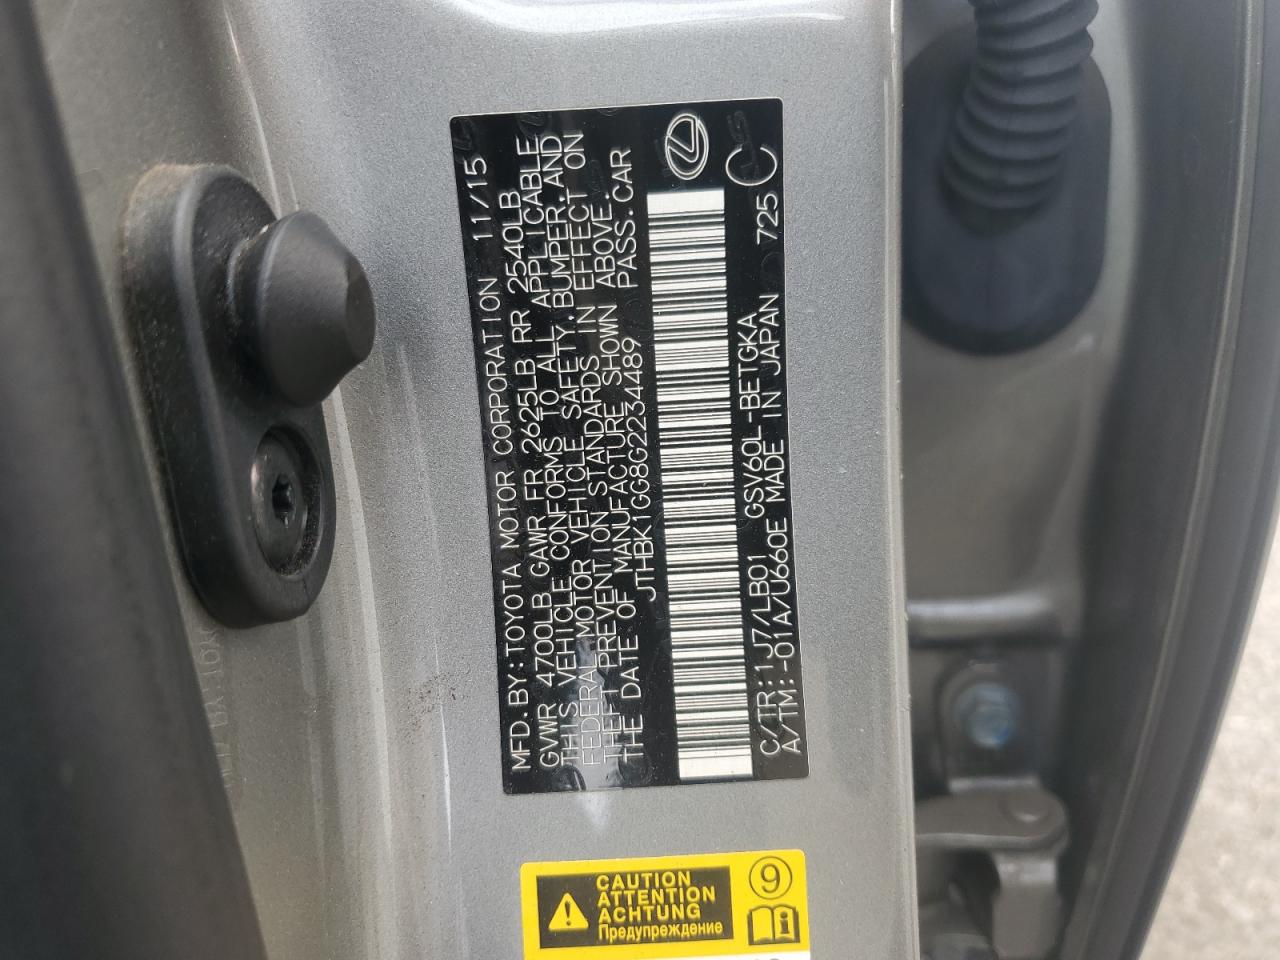 MFD. BY: TOYOTA MOTOR CORPORATION 11/15
GVWR 4700LB GAWR FR 2625LB RR 2540LB
THIS VEHICLE CONFORMS TO ALL APPLICABLE
FEDERAL MOTOR VEHICLE SAFETY, BUMPER, AND
THEFT PREVENTION STANDARDS IN EFFECT ON
THE DATE OF MANUFACTURE SHOWN ABOVE.
JTHBK1GG8G2234489 PASS. CAR
C/TR: 1J7/LB01 GSV60L-BETGKA 725
A/TM: -01A/U660E MADE IN JAPAN
CAUTION
ATTENTION
ACHTUNG
Предупреждение
9